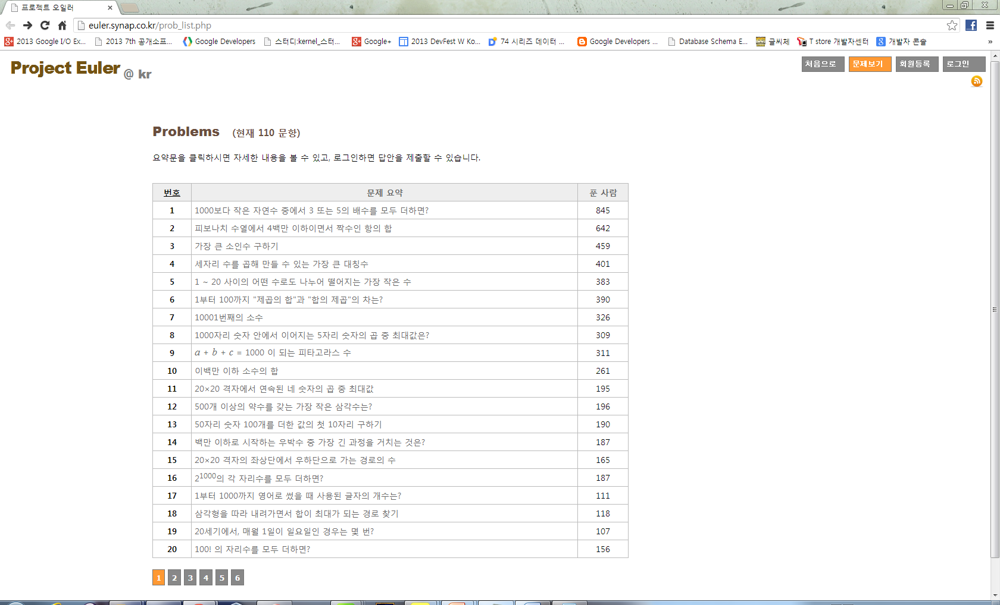 프로젝트 오일러
euler.synap.co.kr/prob_list.php
2013 Google I/O Ex... 2013 7th 공개소프... Google Developers 스터디:kernel_스터... Google+ 2013 DevFest W Ko... 74 시리즈 데이터 ... Google Developers ... Database Schema E... 글씨체 T store 개발자센터 개발자 콘솔 »
Project Euler @ kr
처음으로 문제보기 회원등록 로그인
Problems (현재 110 문항)
요약문을 클릭하시면 자세한 내용을 볼 수 있고, 로그인하면 답안을 제출할 수 있습니다.
번호 문제 요약 푼 사람
1 1000보다 작은 자연수 중에서 3 또는 5의 배수를 모두 더하면? 845
2 피보나치 수열에서 4백만 이하이면서 짝수인 항의 합 642
3 가장 큰 소인수 구하기 459
4 세자리 수를 곱해 만들 수 있는 가장 큰 대칭수 401
5 1 ~ 20 사이의 어떤 수로도 나누어 떨어지는 가장 작은 수 383
6 1부터 100까지 "제곱의 합"과 "합의 제곱"의 차는? 390
7 10001번째의 소수 326
8 1000자리 숫자 안에서 이어지는 5자리 숫자의 곱 중 최대값은? 309
9 a + b + c = 1000 이 되는 피타고라스 수 311
10 이백만 이하 소수의 합 261
11 20×20 격자에서 연속된 네 숫자의 곱 중 최대값 195
12 500개 이상의 약수를 갖는 가장 작은 삼각수는? 196
13 50자리 숫자 100개를 더한 값의 첫 10자리 구하기 190
14 백만 이하로 시작하는 우박수 중 가장 긴 과정을 거치는 것은? 187
15 20×20 격자의 좌상단에서 우하단으로 가는 경로의 수 165
16 2¹⁰⁰⁰의 각 자리수를 모두 더하면? 187
17 1부터 1000까지 영어로 썼을 때 사용된 글자의 개수는? 111
18 삼각형을 따라 내려가면서 합이 최대가 되는 경로 찾기 118
19 20세기에서, 매월 1일이 일요일인 경우는 몇 번? 107
20 100! 의 자리수를 모두 더하면? 156
1 2 3 4 5 6